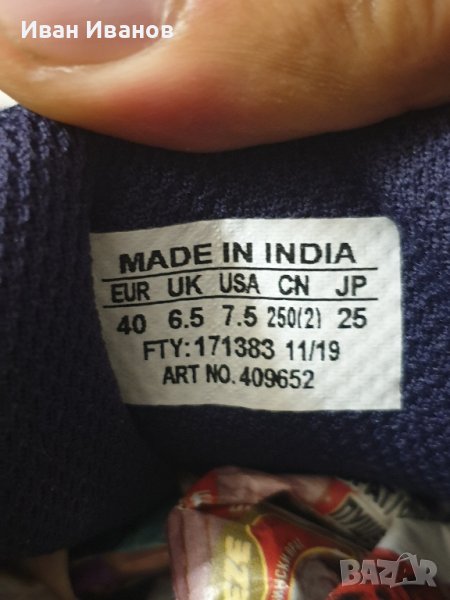 Иван Иванов
MADE IN INDIA
EUR UK USA CN JP
40 6.5 7.5 250(2) 25
FTY: 171383 11/19
ART NO. 409652
BAZAR